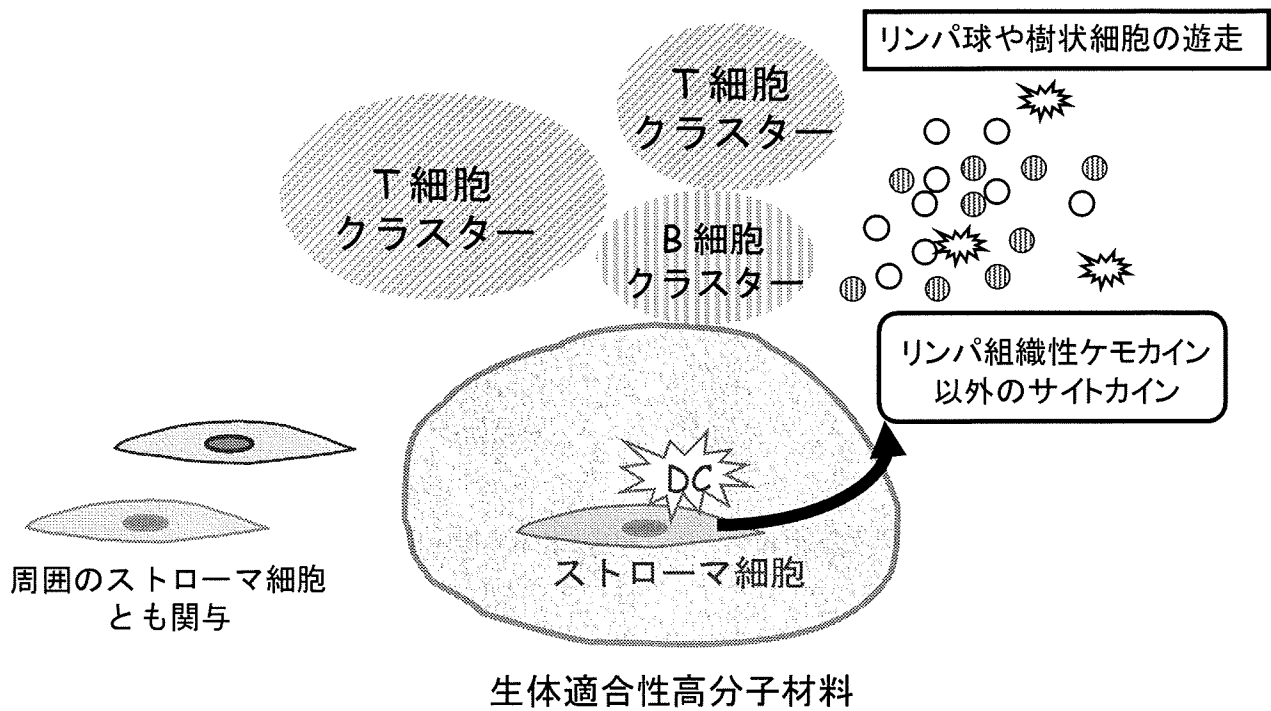 リンパ球や樹状細胞の遊走
T細胞
クラスター
T細胞
クラスター
B細胞
クラスター
リンパ組織性ケモカイン
以外のサイトカイン
DC
ストローマ細胞
周囲のストローマ細胞
とも関与
生体適合性高分子材料